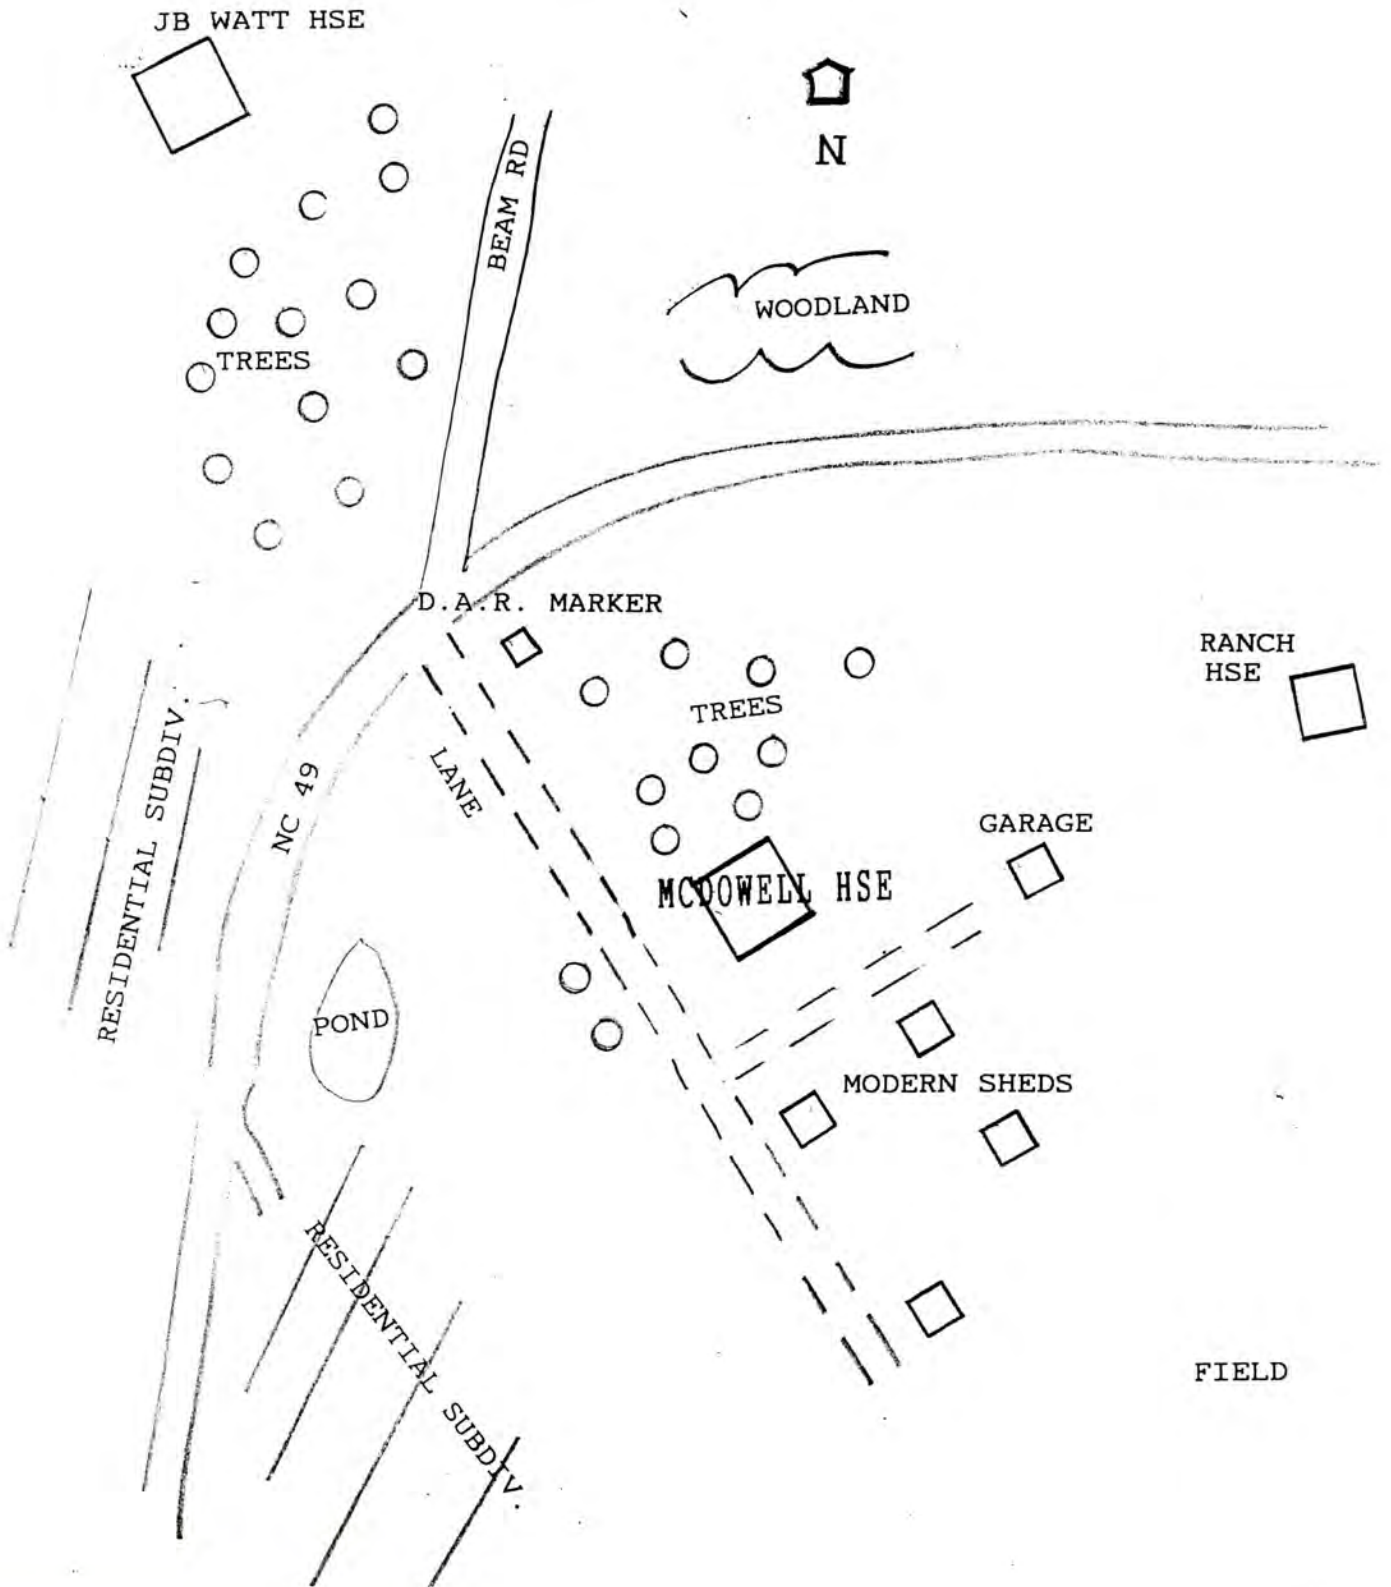 JB WATT HSE
N
BEAM RD
WOODLAND
TREES
D.A.R. MARKER
RANCH
HSE
TREES
RESIDENTIAL SUBDIV.
NC 49
LANE
GARAGE
MCDOWELL HSE
POND
MODERN SHEDS
RESIDENTIAL SUBDIV.
FIELD